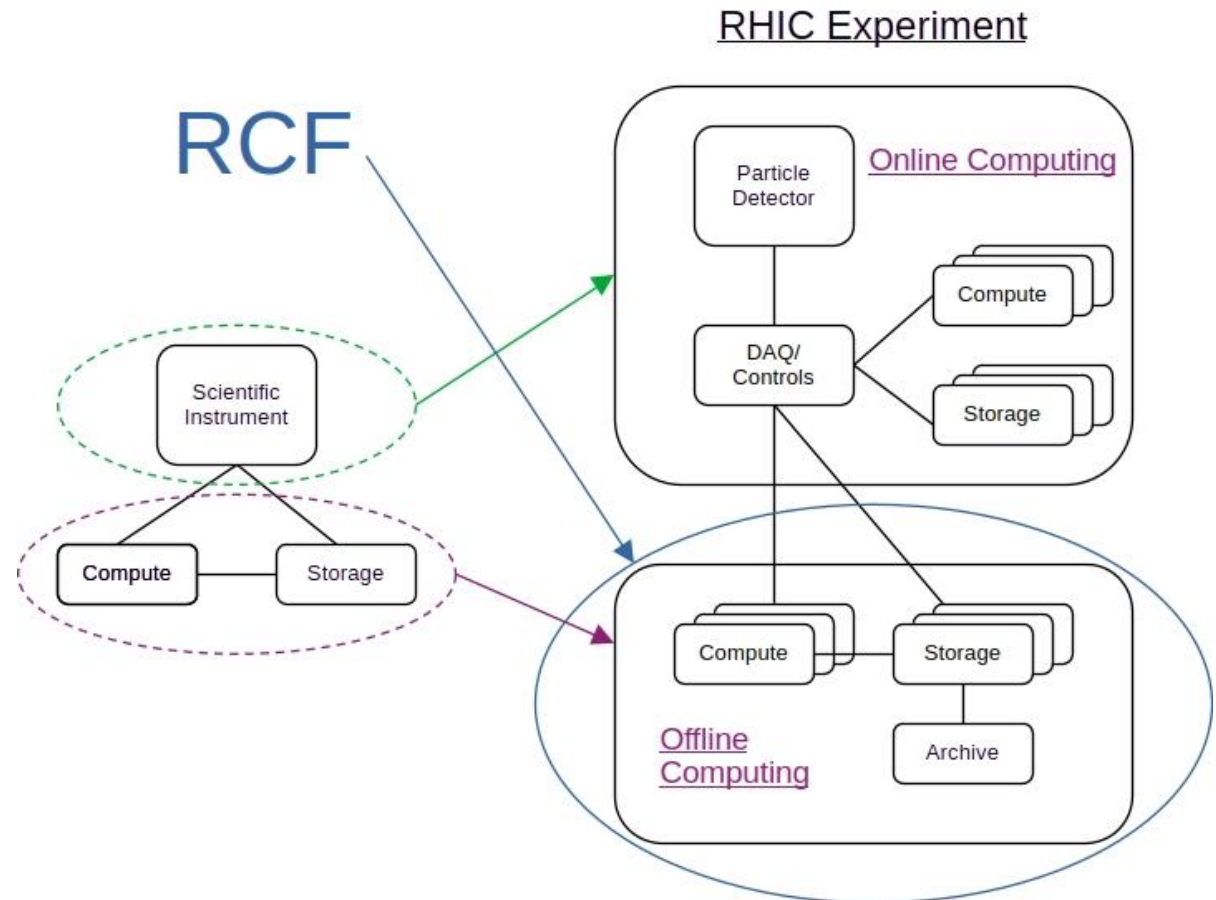 RHIC Experiment
RCF
Online Computing
Particle
Detector
Compute
DAQ/
Controls
Storage
Scientific
Instrument
Compute
Storage
Compute
Storage
Offline
Computing
Archive